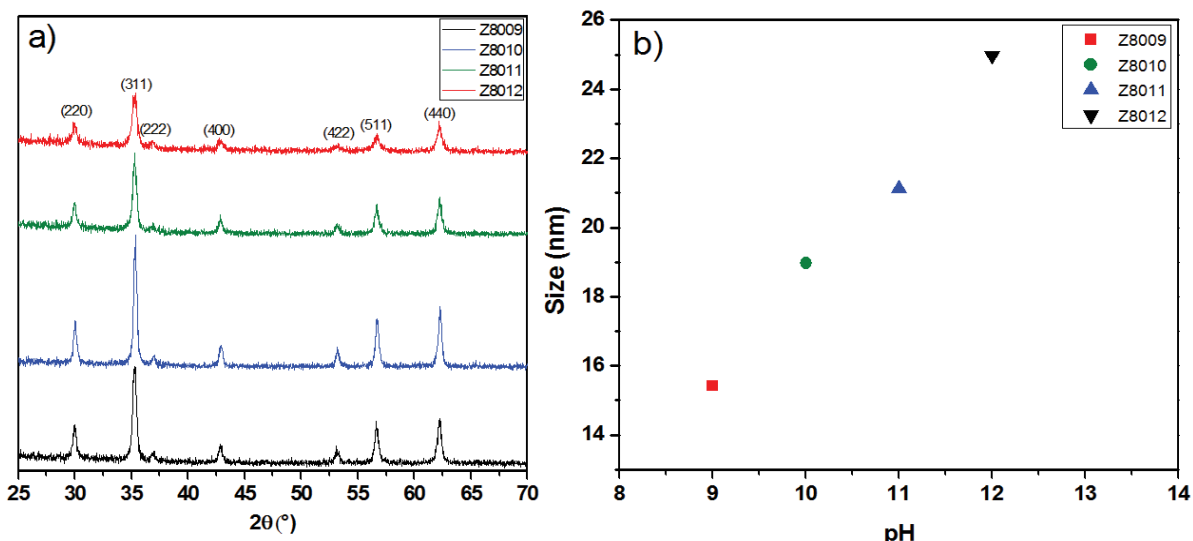 a)
Z8009
Z8010
Z8011
Z8012
(220)
(311)
(222)
(400)
(422)
(511)
(440)
25 30 35 40 45 50 55 60 65 70
2θ(°)
b)
Z8009
Z8010
Z8011
Z8012
26
24
22
20
18
16
14
Size (nm)
8 9 10 11 12 13 14
pH